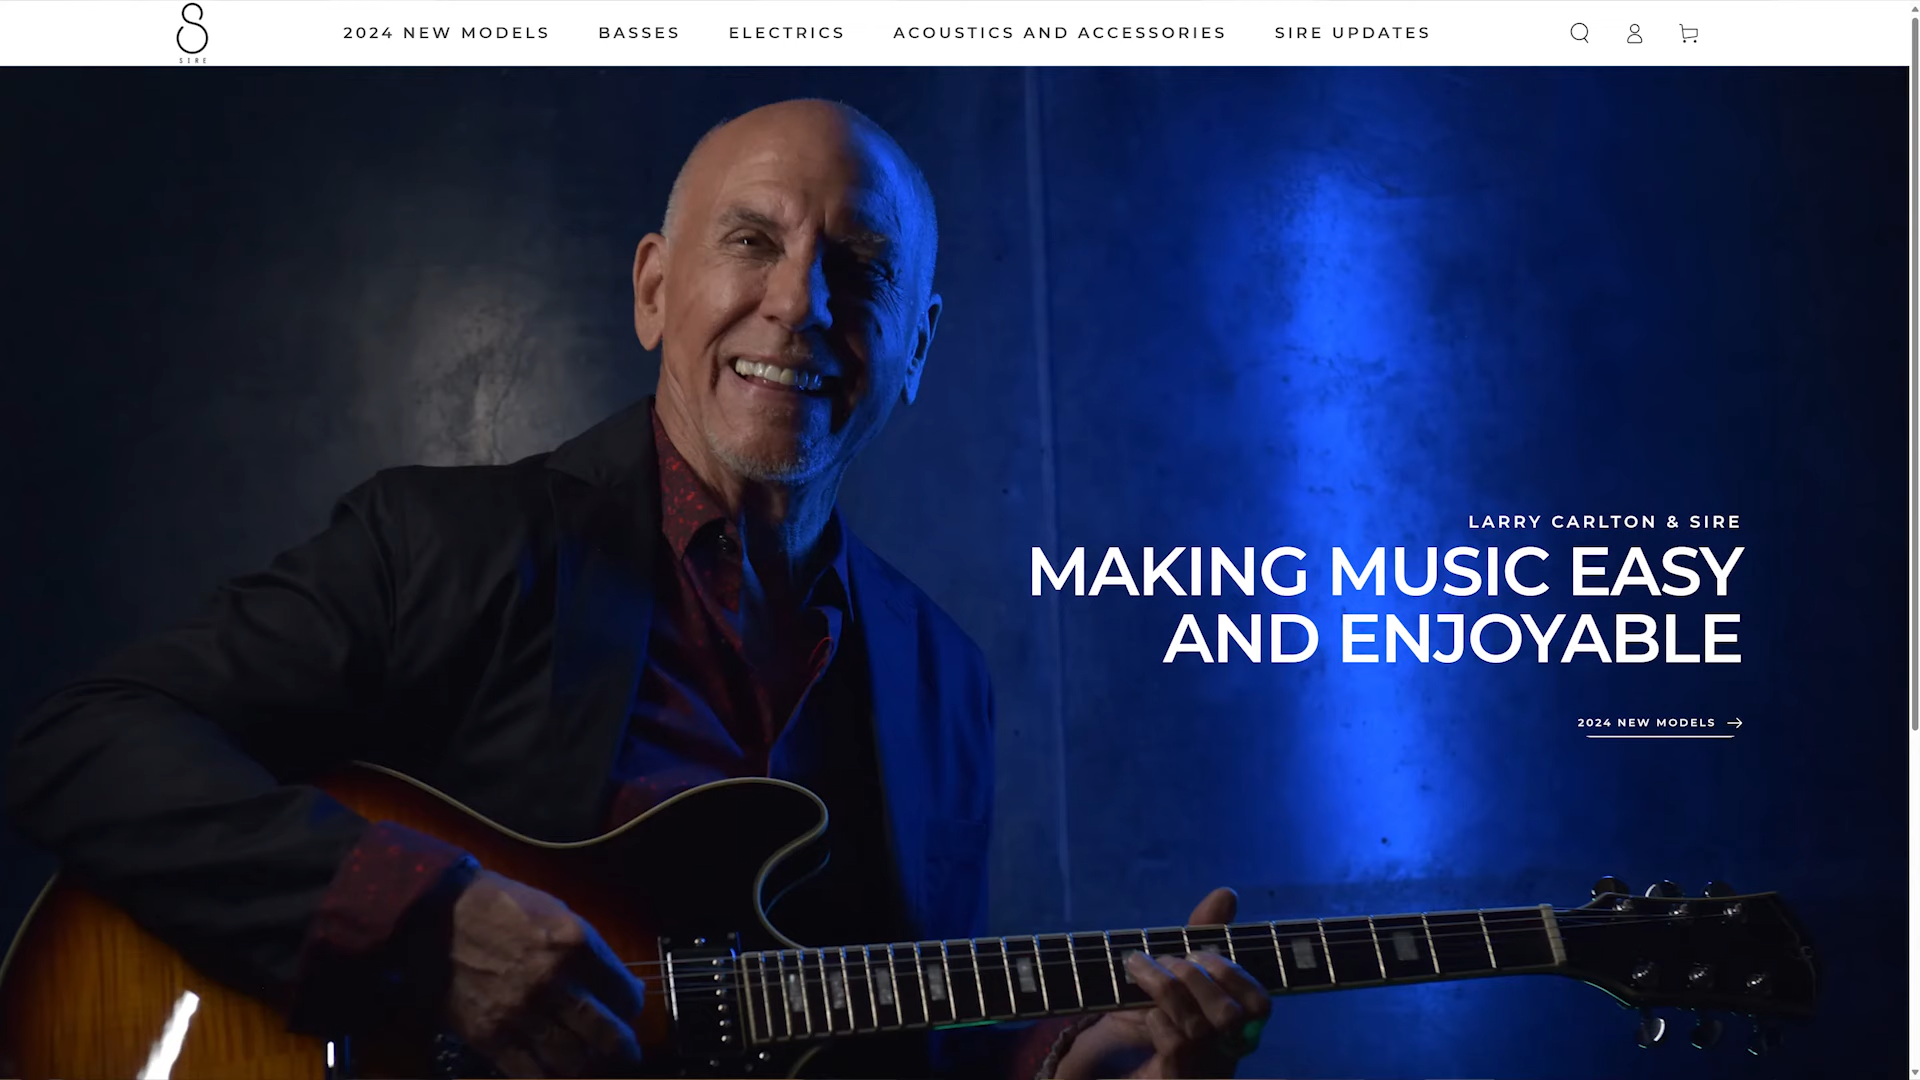 SIRE
2024 NEW MODELS
BASSES
ELECTRICS
ACOUSTICS AND ACCESSORIES
SIRE UPDATES
LARRY CARLTON & SIRE
MAKING MUSIC EASY
AND ENJOYABLE
2024 NEW MODELS